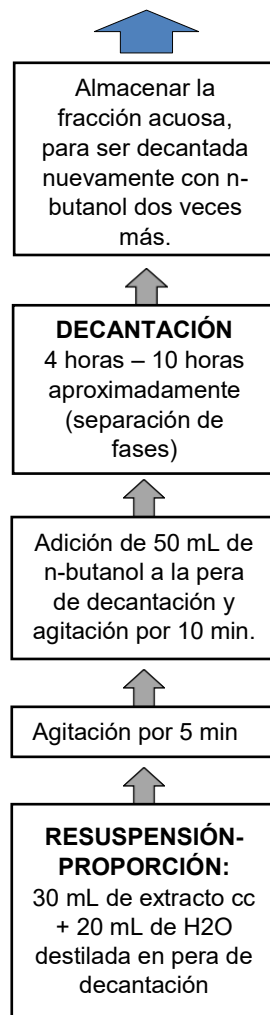 Almacenar la
fracción acuosa,
para ser decantada
nuevamente con n-
butanol dos veces
más.
DECANTACIÓN
4 horas – 10 horas
aproximadamente
(separación de
fases)
Adición de 50 mL de
n-butanol a la pera
de decantación y
agitación por 10 min.
Agitación por 5 min
RESUSPENSIÓN-
PROPORCIÓN:
30 mL de extracto cc
+ 20 mL de H2O
destilada en pera de
decantación